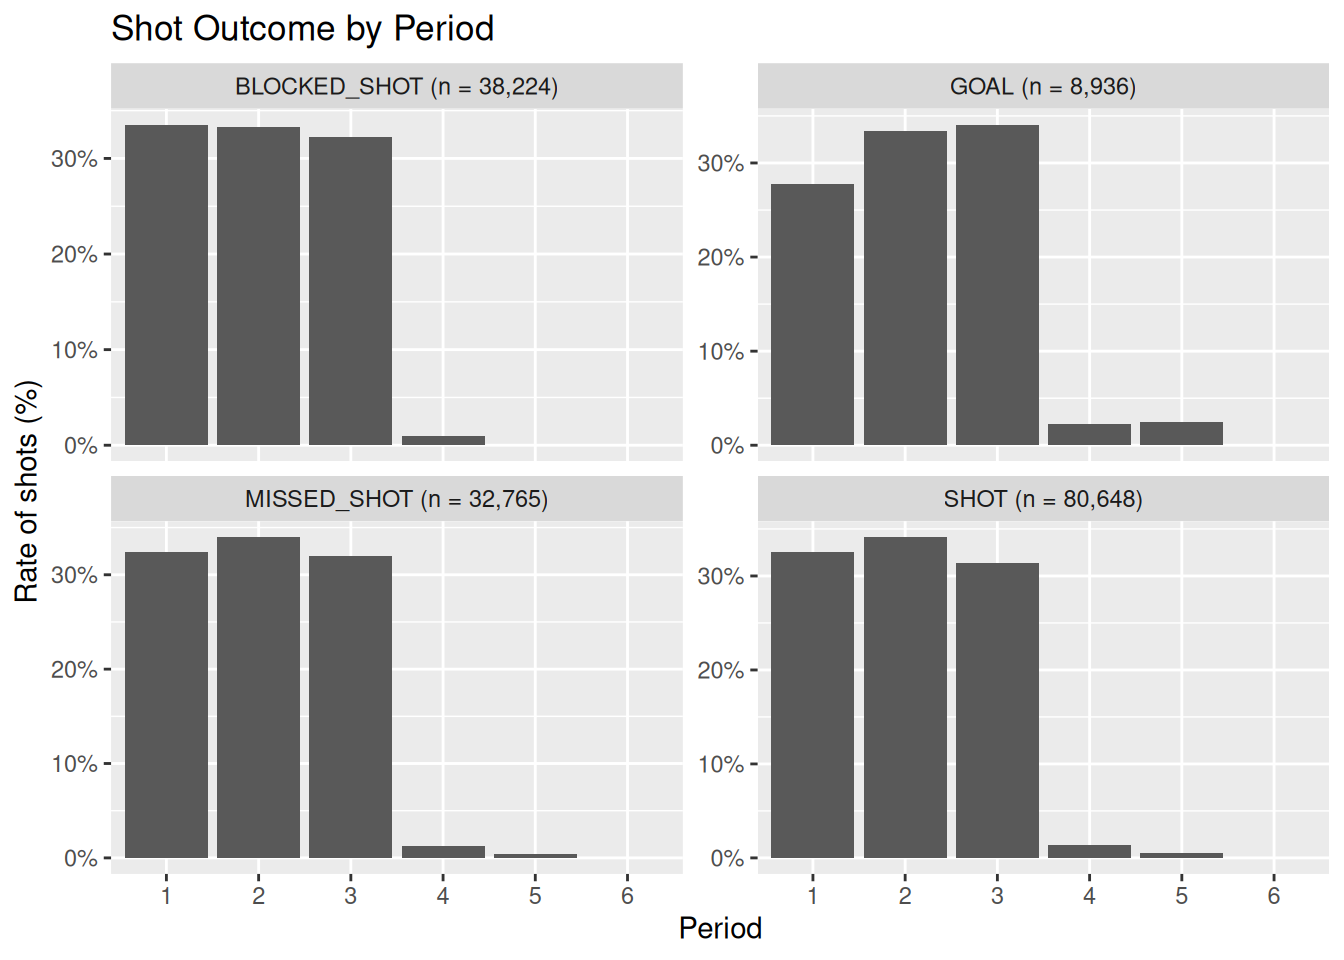 Shot Outcome by Period
BLOCKED_SHOT (n = 38,224)
GOAL (n = 8,936)
30%
20%
10%
0%
30%
20%
10%
0%
MISSED_SHOT (n = 32,765)
SHOT (n = 80,648)
30%
20%
10%
0%
30%
20%
10%
0%
1 2 3 4 5 6
1 2 3 4 5 6
Rate of shots (%)
Period